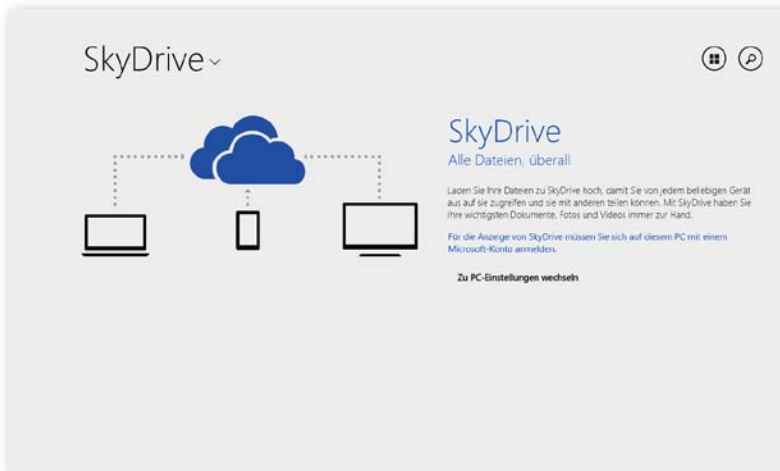 SkyDrive
SkyDrive
Alle Dateien, überall
Laden Sie Ihre Dateien zu SkyDrive hoch, damit Sie von jedem beliebigen Gerät
aus auf sie zugreifen und sie mit anderen teilen können. Mit SkyDrive haben Sie
Ihre wichtigsten Dokumente, Fotos und Videos immer zur Hand.
Für die Anzeige von SkyDrive müssen Sie sich auf diesem PC mit einem
Microsoft-Konto anmelden.
Zu PC-Einstellungen wechseln